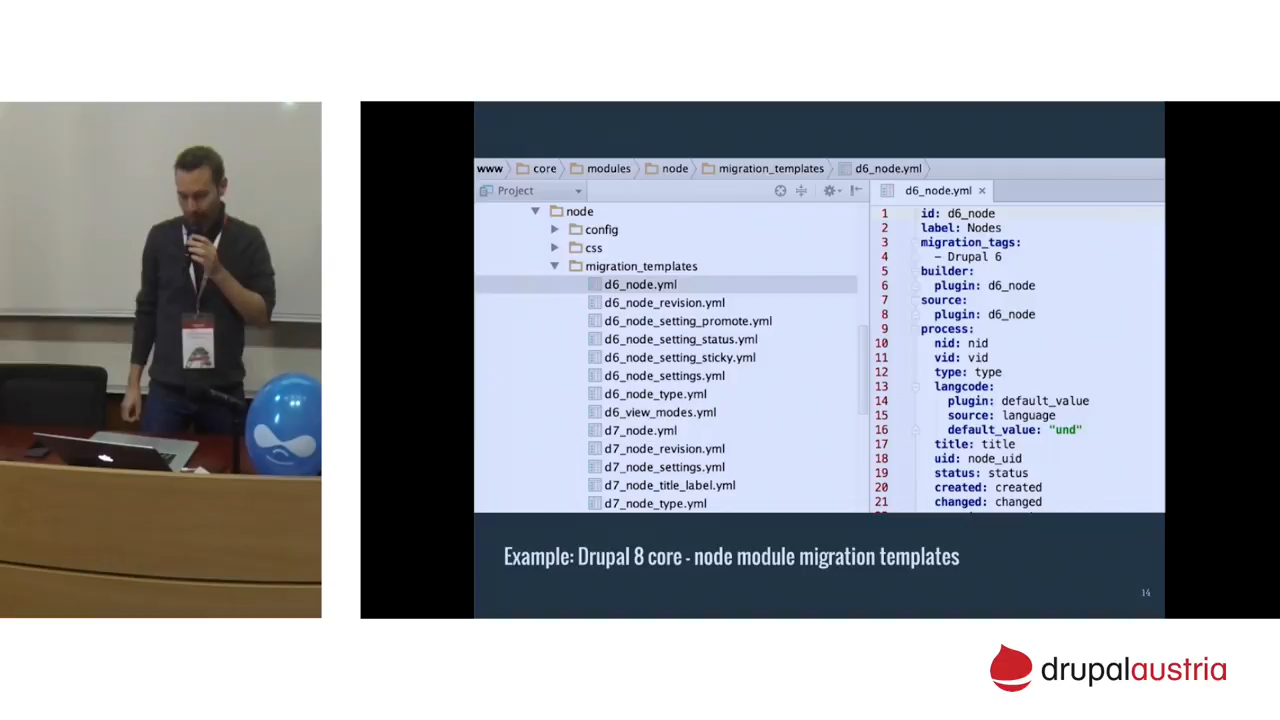 www core modules node migration_templates d6_node.yml
Project
d6_node.yml
node
config
css
migration_templates
d6_node.yml
d6_node_revision.yml
d6_node_setting_promote.yml
d6_node_setting_status.yml
d6_node_setting_sticky.yml
d6_node_settings.yml
d6_node_type.yml
d6_view_modes.yml
d7_node.yml
d7_node_revision.yml
d7_node_settings.yml
d7_node_title_label.yml
d7_node_type.yml
1 id: d6_node
2 label: Nodes
3 migration_tags:
4 - Drupal 6
5 builder:
6 plugin: d6_node
7 source:
8 plugin: d6_node
9 process:
10 nid: nid
11 vid: vid
12 type: type
13 langcode:
14 plugin: default_value
15 source: language
16 default_value: "und"
17 title: title
18 uid: node_uid
19 status: status
20 created: created
21 changed: changed
Example: Drupal 8 core - node module migration templates
14
drupalaustria